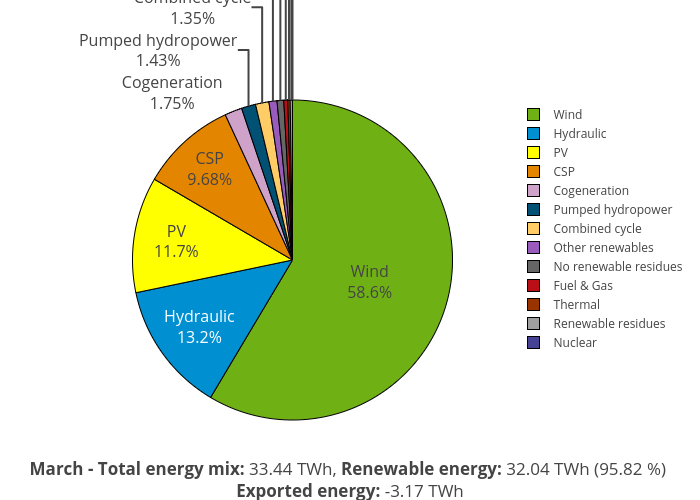 Combined cycle
1.35%
Pumped hydropower
1.43%
Cogeneration
1.75%
CSP
9.68%
PV
11.7%
Hydraulic
13.2%
Wind
58.6%
Wind
Hydraulic
PV
CSP
Cogeneration
Pumped hydropower
Combined cycle
Other renewables
No renewable residues
Fuel & Gas
Thermal
Renewable residues
Nuclear
March - Total energy mix: 33.44 TWh, Renewable energy: 32.04 TWh (95.82 %)
Exported energy: -3.17 TWh